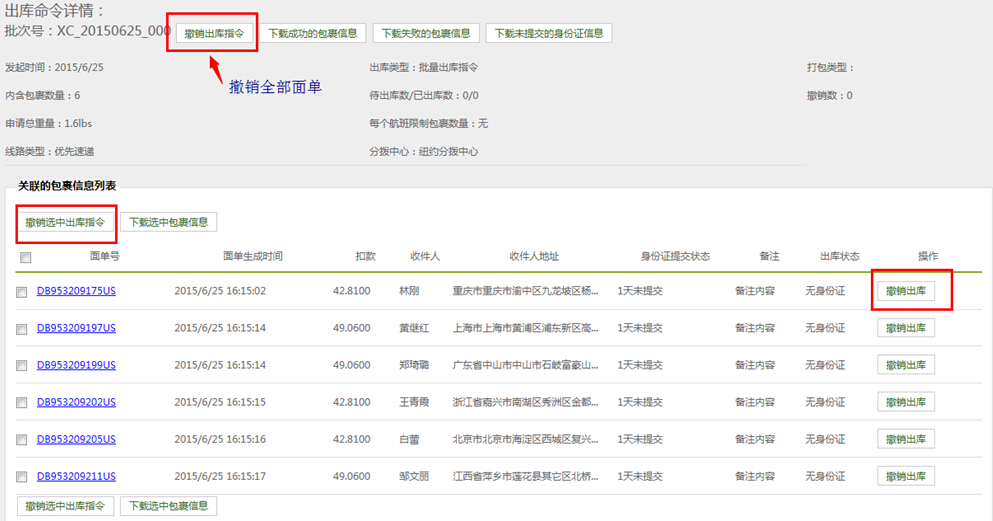 出库命令详情：
批次号：XC_20150625_000 撤销出库指令 下载成功的包裹信息 下载失败的包裹信息 下载未提交的身份证信息
撤销全部面单
发起时间：2015/6/25 出库类型：批量出库指令 打包类型：
内含包裹数量：6 待出库数/已出库数：0/0 撤销数：0
申请总重量：1.6lbs 每个航班限制包裹数量：无
线路类型：优先速递 分拨中心：纽约分拨中心
关联的包裹信息列表
撤销选中出库指令 下载选中包裹信息
面单号 面单生成时间 扣款 收件人 收件人地址 身份证提交状态 备注 出库状态 操作
DB953209175US 2015/6/25 16:15:02 42.8100 林刚 重庆市重庆市渝中区九龙坡区杨... 1天未提交 备注内容 无身份证 撤销出库
DB953209197US 2015/6/25 16:15:14 49.0600 黄继红 上海市上海市黄浦区浦东新区高... 1天未提交 备注内容 无身份证 撤销出库
DB953209199US 2015/6/25 16:15:14 49.0600 郑琦璐 广东省中山市中山市石岐富豪山... 1天未提交 备注内容 无身份证 撤销出库
DB953209202US 2015/6/25 16:15:15 42.8100 王青霞 浙江省嘉兴市南湖区秀洲区金都... 1天未提交 备注内容 无身份证 撤销出库
DB953209205US 2015/6/25 16:15:16 42.8100 白蕾 北京市北京市海淀区西城区复兴... 1天未提交 备注内容 无身份证 撤销出库
DB953209211US 2015/6/25 16:15:17 49.0600 邹文丽 江西省萍乡市莲花县其它区北桥... 1天未提交 备注内容 无身份证 撤销出库
撤销选中出库指令 下载选中包裹信息